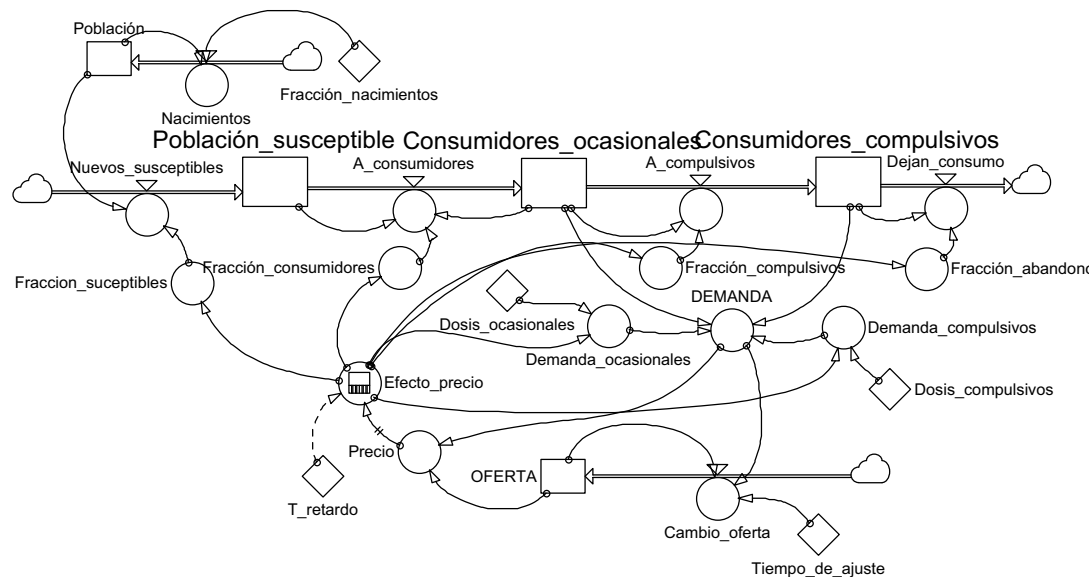 Población
Fracción_nacimientos
Nacimientos
Población_susceptible
Consumidores_ocasionales
Consumidores_compulsivos
Nuevos_susceptibles
A_consumidores
A_compulsivos
Dejan_consumo
Fraccion_suceptibles
Fracción_consumidores
Fracción_compulsivos
Fracción_abandono
DEMANDA
Dosis_ocasionales
Demanda_ocasionales
Demanda_compulsivos
Efecto_precio
Dosis_compulsivos
Precio
OFERTA
T_retardo
Cambio_oferta
Tiempo_de_ajuste